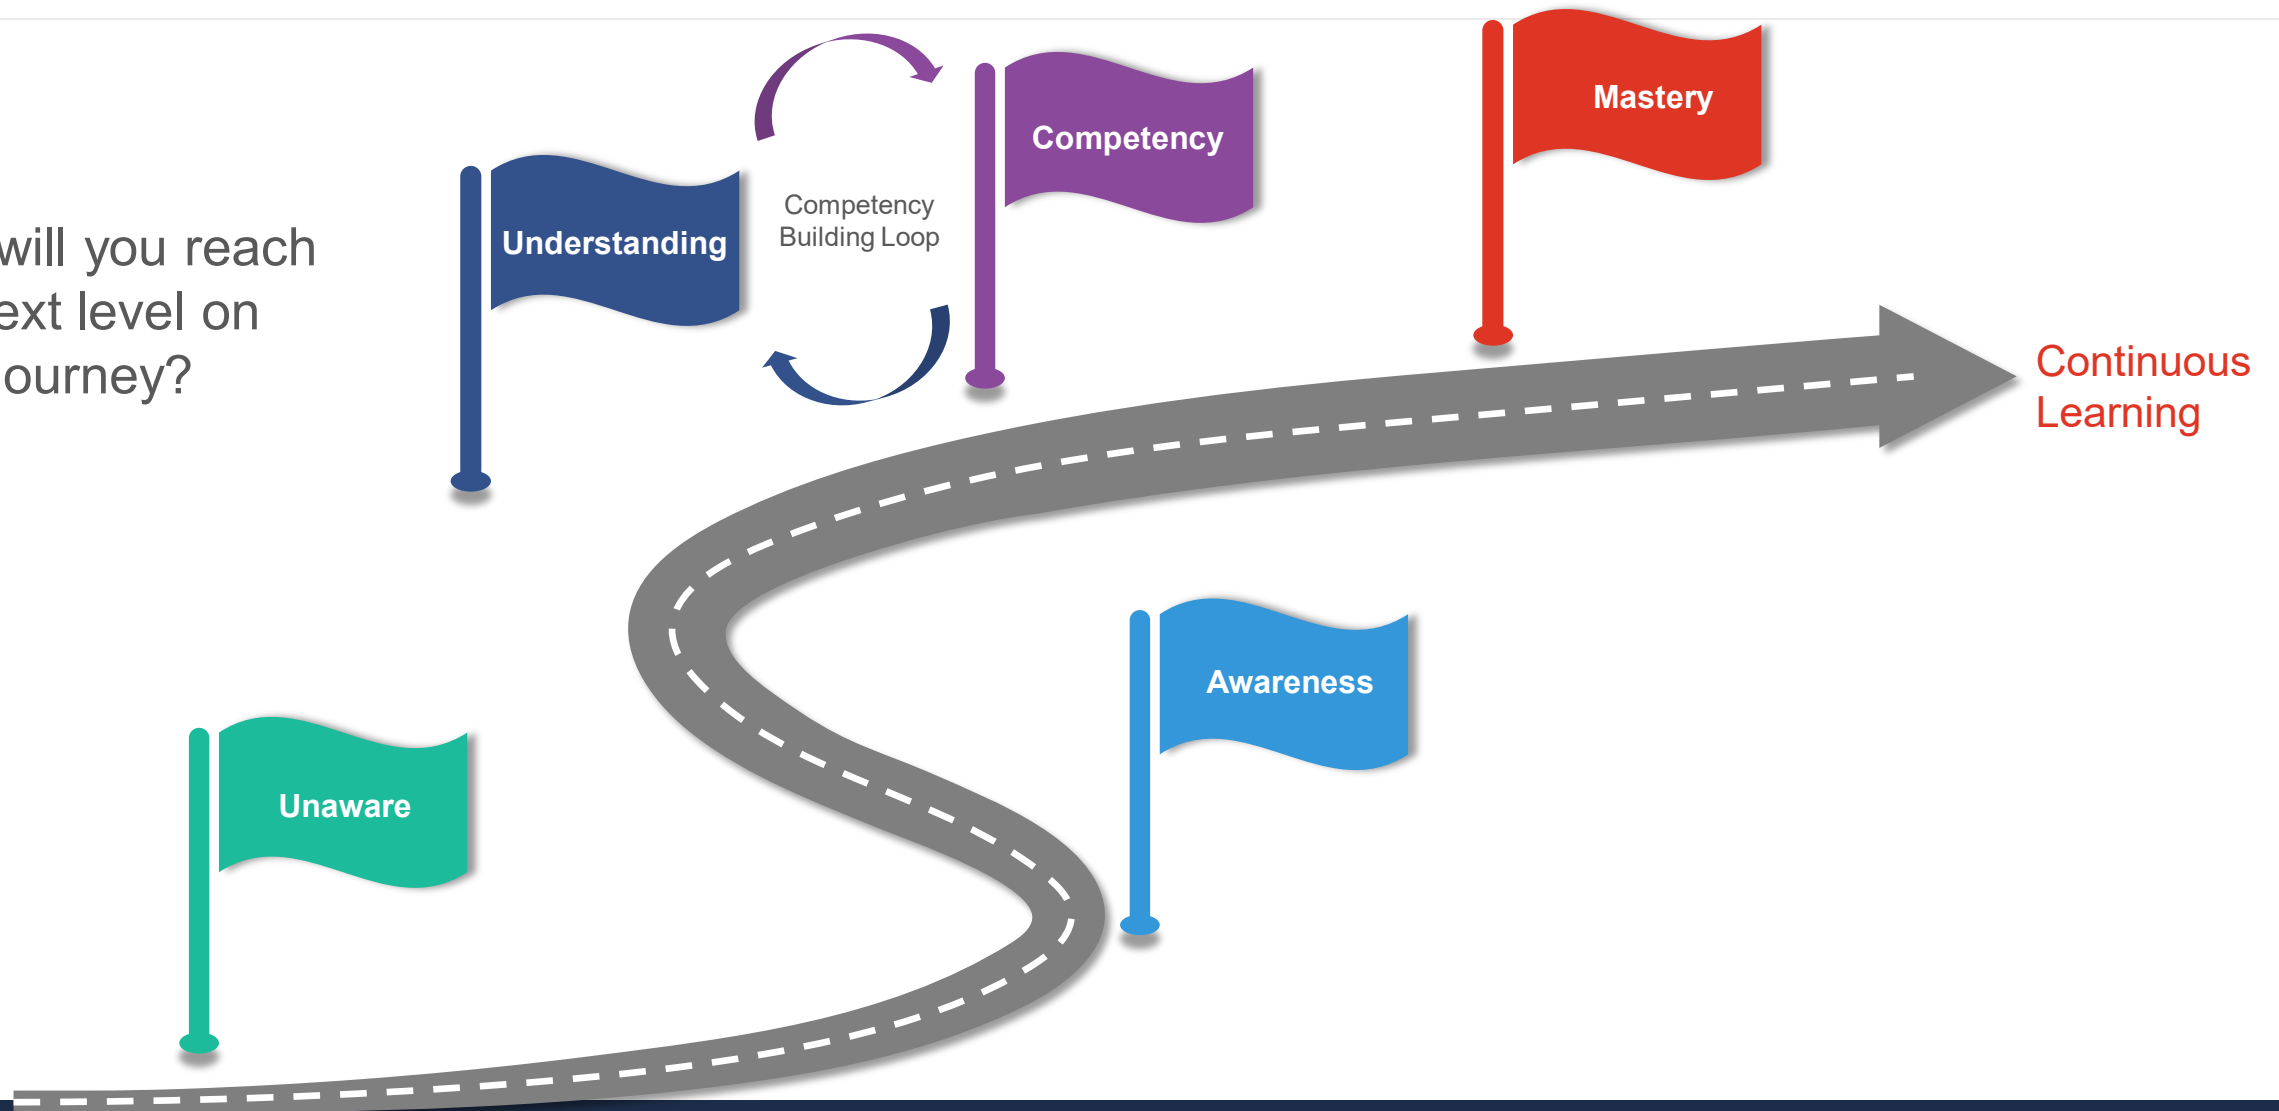 will you reach
ext level on
ourney?
Understanding
Competency
Building Loop
Competency
Mastery
Continuous
Learning
Awareness
Unaware